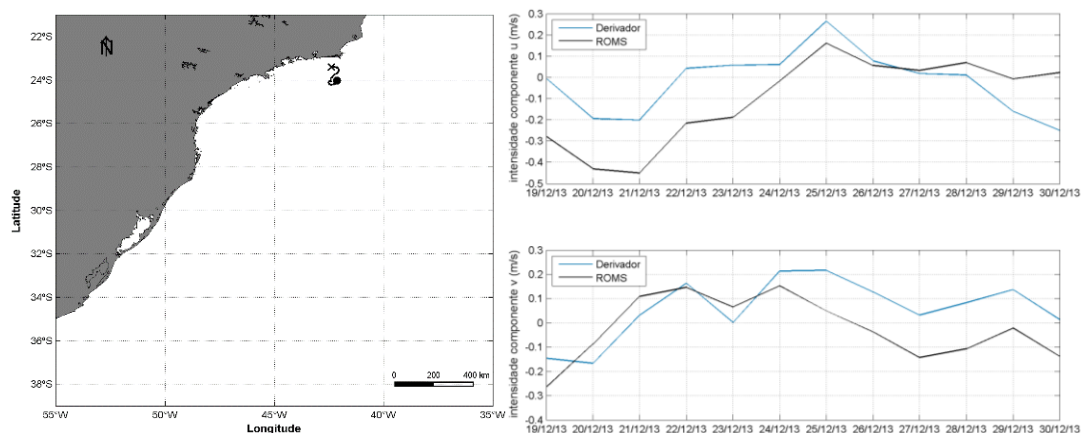 22°S
24°S
26°S
28°S
30°S
32°S
34°S
36°S
38°S
Latitude
N
0 200 400 km
55°W 50°W 45°W 40°W 35°W
Longitude
0.3
0.2
0.1
0
-0.1
-0.2
-0.3
-0.4
-0.5
intensidade componente u (m/s)
Derivador
ROMS
19/12/13 20/12/13 21/12/13 22/12/13 23/12/13 24/12/13 25/12/13 26/12/13 27/12/13 28/12/13 29/12/13 30/12/13
0.3
0.2
0.1
0
-0.1
-0.2
-0.3
-0.4
intensidade componente v (m/s)
Derivador
ROMS
19/12/13 20/12/13 21/12/13 22/12/13 23/12/13 24/12/13 25/12/13 26/12/13 27/12/13 28/12/13 29/12/13 30/12/13